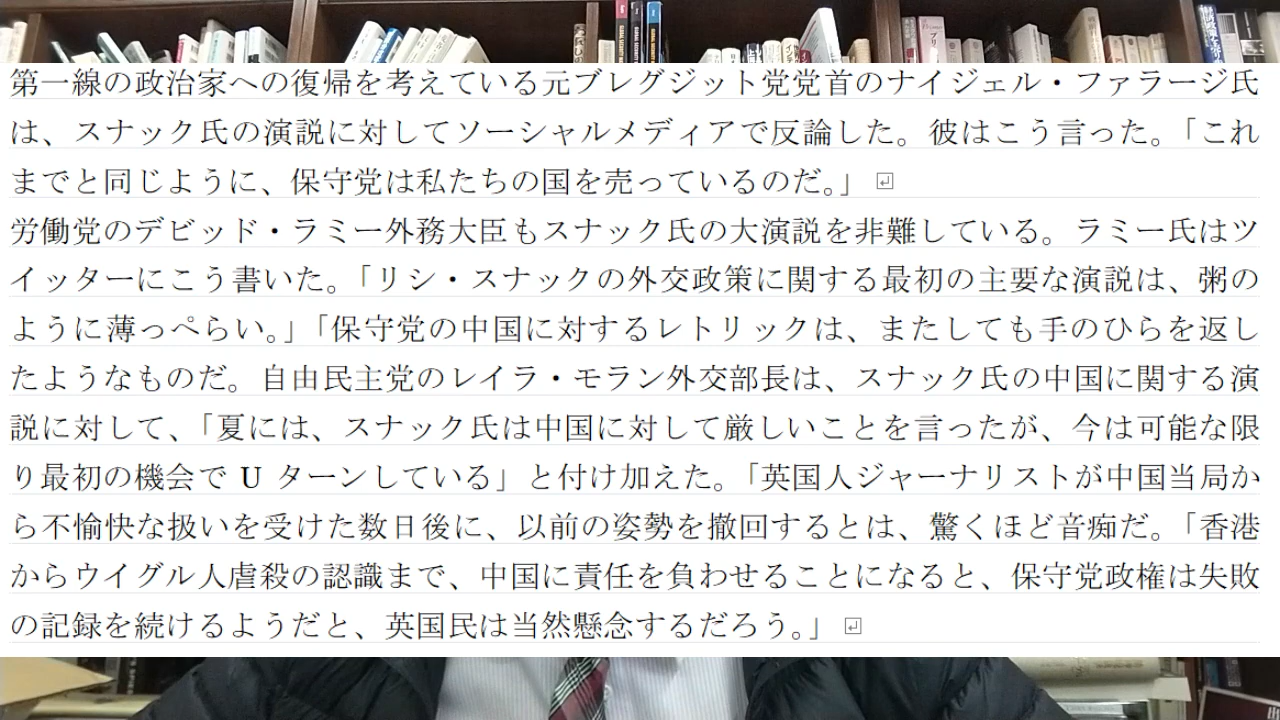 第一線の政治家への復帰を考えている元ブレグジット党党首のナイジェル・ファラージ氏
は、スナック氏の演説に対してソーシャルメディアで反論した。彼はこう言った。「これ
までと同じように、保守党は私たちの国を売っているのだ。」
労働党のデビッド・ラミー外務大臣もスナック氏の大演説を非難している。ラミー氏はツ
イッターにこう書いた。「リシ・スナックの外交政策に関する最初の主要な演説は、粥の
ように薄っぺらい。」「保守党の中国に対するレトリックは、またしても手のひらを返し
たようなものだ。自由民主党のレイラ・モラン外交部長は、スナック氏の中国に関する演
説に対して、「夏には、スナック氏は中国に対して厳しいことを言ったが、今は可能な限
り最初の機会で U ターンしている」と付け加えた。「英国人ジャーナリストが中国当局か
ら不愉快な扱いを受けた数日後に、以前の姿勢を撤回するとは、驚くほど音痴だ。「香港
からウイグル人虐殺の認識まで、中国に責任を負わせることになると、保守党政権は失敗
の記録を続けるようだと、英国民は当然懸念するだろう。」